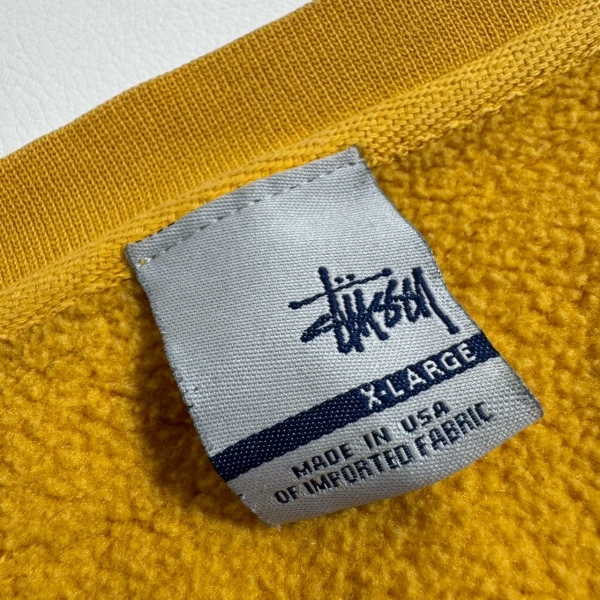 Stüssy
X-LARGE
MADE IN USA
OF IMPORTED FABRIC